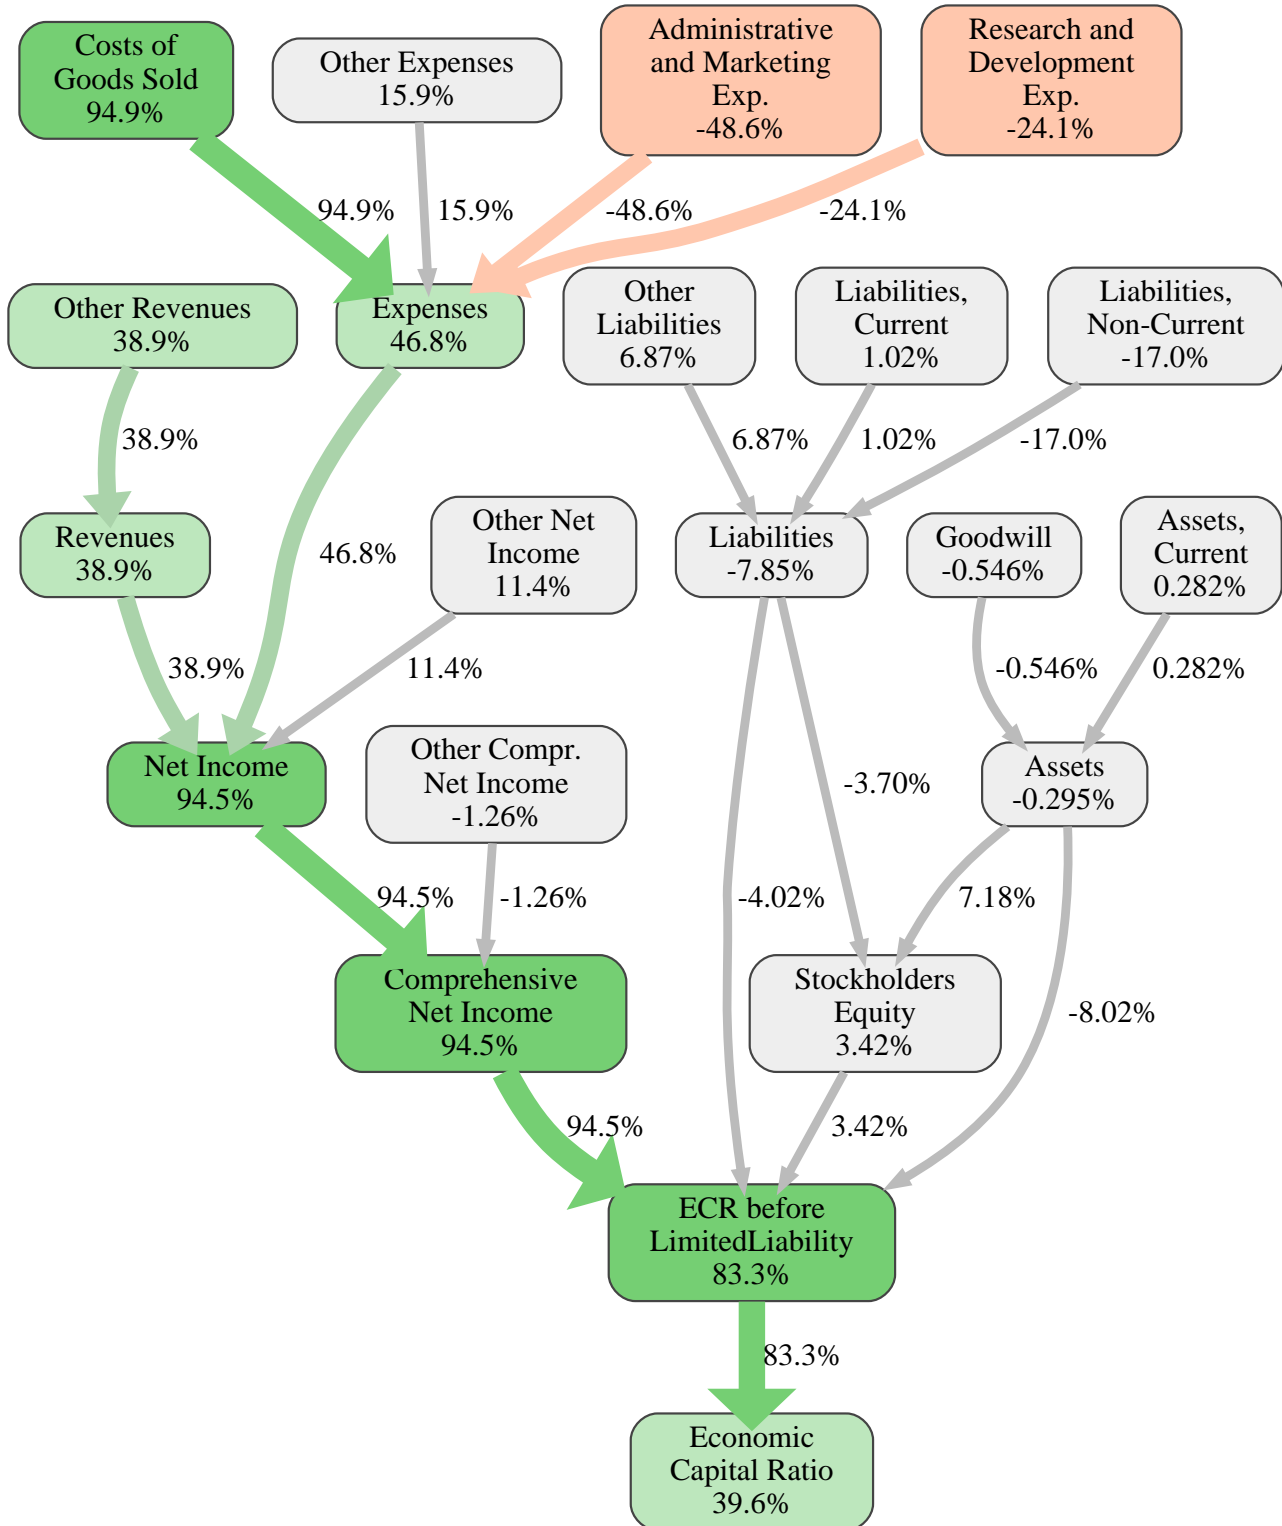 Costs of
Goods Sold
94.9%
Other Expenses
15.9%
Administrative
and Marketing
Exp.
-48.6%
Research and
Development
Exp.
-24.1%
94.9%
15.9%
-48.6%
-24.1%
Other Revenues
38.9%
Expenses
46.8%
Other
Liabilities
6.87%
Liabilities,
Current
1.02%
Liabilities,
Non-Current
-17.0%
38.9%
6.87%
1.02%
-17.0%
Revenues
38.9%
46.8%
Other Net
Income
11.4%
Liabilities
-7.85%
Goodwill
-0.546%
Assets,
Current
0.282%
38.9%
11.4%
-0.546%
0.282%
Net Income
94.5%
Other Compr.
Net Income
-1.26%
-3.70%
Assets
-0.295%
94.5%
-1.26%
-4.02%
7.18%
Comprehensive
Net Income
94.5%
Stockholders
Equity
3.42%
-8.02%
94.5%
3.42%
ECR before
LimitedLiability
83.3%
83.3%
Economic
Capital Ratio
39.6%